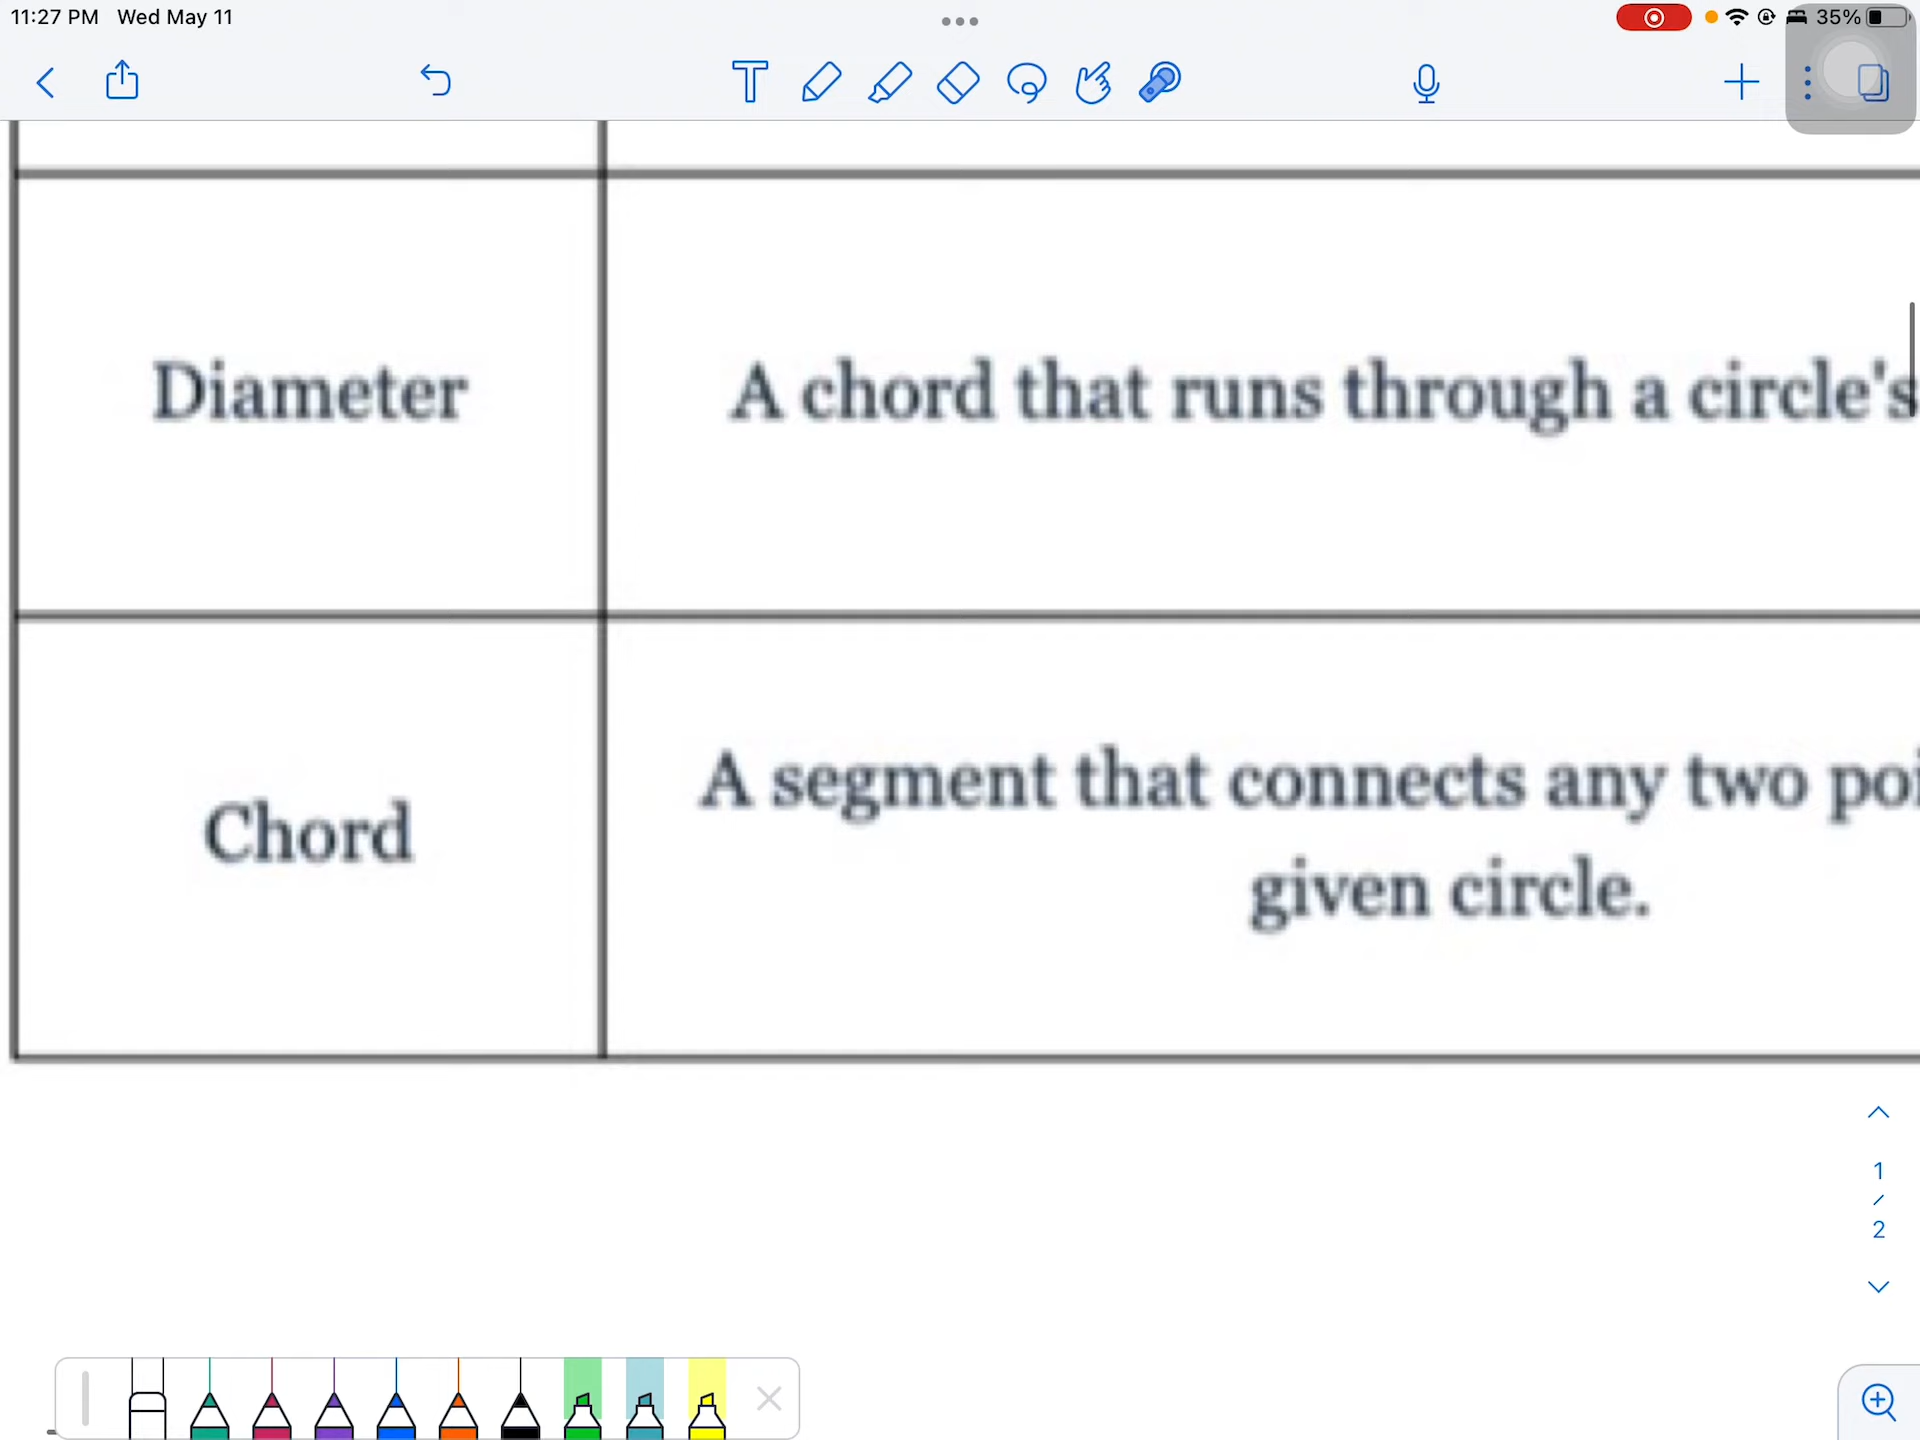 11:27 PM Wed May 11
35%
Diameter
A chord that runs through a circle's
Chord
A segment that connects any two poi
given circle.
1
/
2